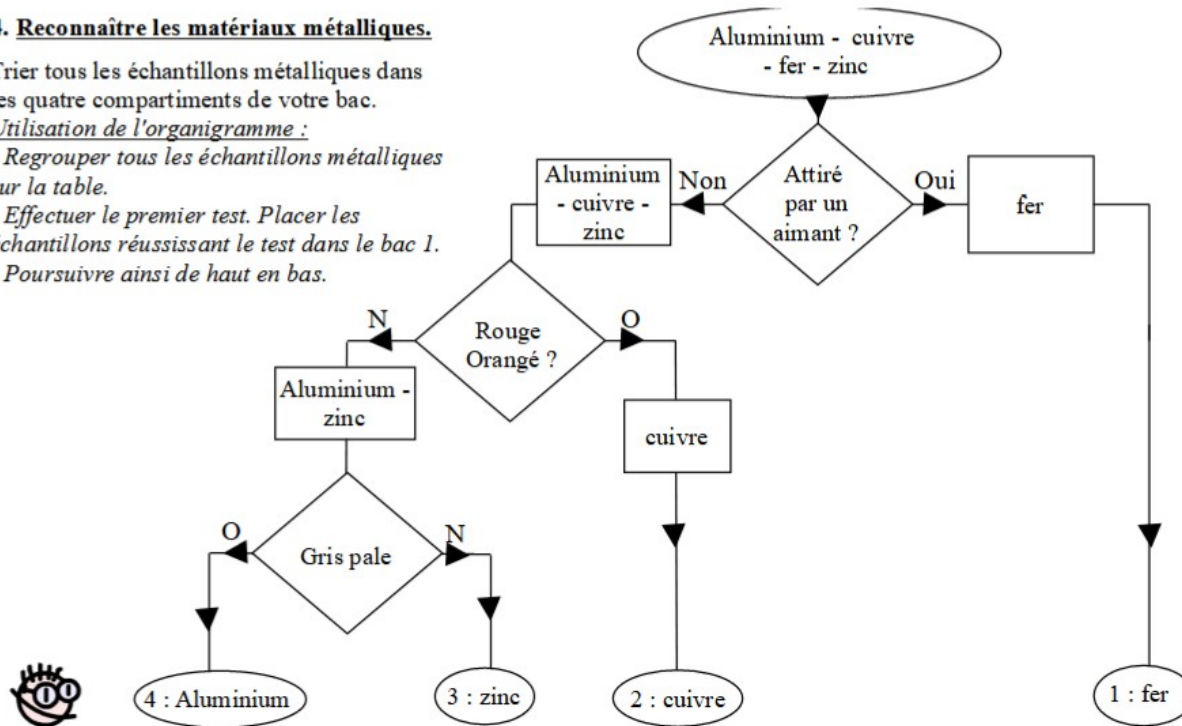 4. Reconnaître les matériaux métalliques.
Trier tous les échantillons métalliques dans
les quatre compartiments de votre bac.
Utilisation de l'organigramme :
Regrouper tous les échantillons métalliques
sur la table.
Effectuer le premier test. Placer les
échantillons réussissant le test dans le bac 1.
Poursuivre ainsi de haut en bas.
Aluminium - cuivre
- fer - zinc
Attiré
par un
aimant ?
Non
Oui
Aluminium
- cuivre -
zinc
fer
Rouge
Orangé ?
N
O
Aluminium -
zinc
cuivre
Gris pale
O
N
4 : Aluminium
3 : zinc
2 : cuivre
1 : fer